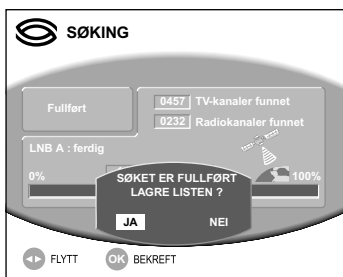 SØKING
Fullført
0457 TV-kanaler funnet
0232 Radiokanaler funnet
LNB A : ferdig
0%
100%
SØKET ER FULLFØRT
LAGRE LISTEN ?
JA NEI
FLYTT OK BEKREFT